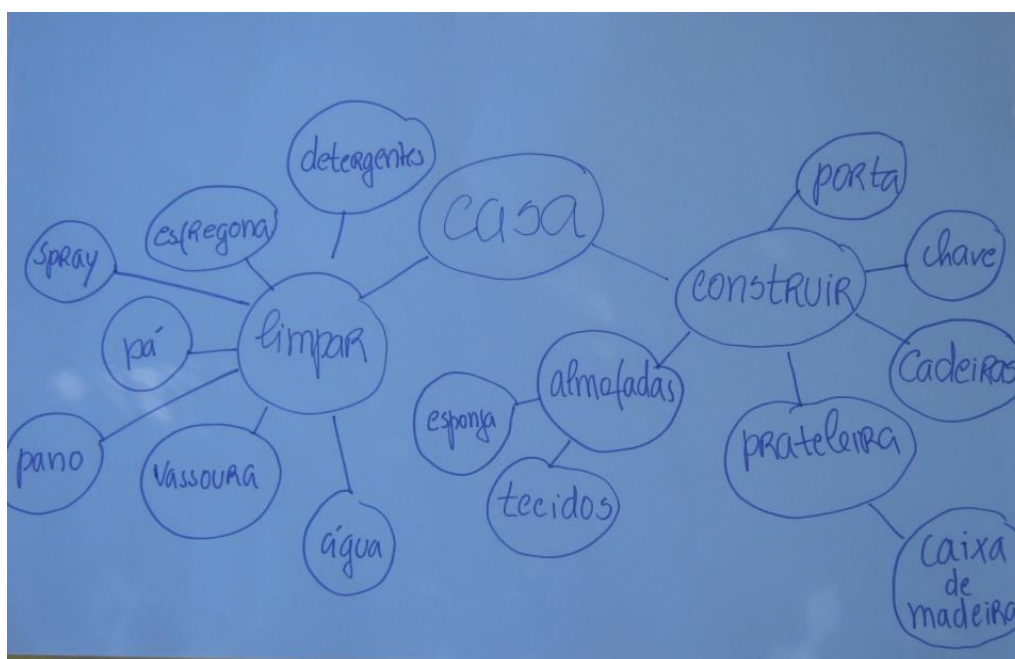 casa
limpar
detergentes
esfregona
spray
pá
pano
vassoura
água
construir
porta
chave
cadeiras
prateleira
caixa
de
madeira
almofadas
esponja
tecidos